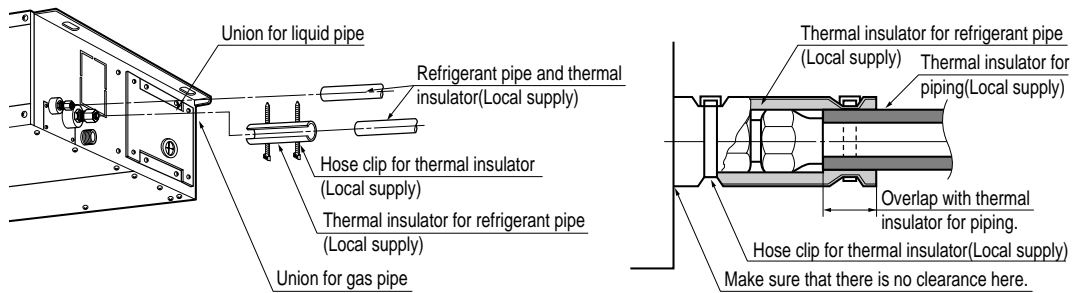 Union for liquid pipe
Refrigerant pipe and thermal
insulator(Local supply)
Hose clip for thermal insulator
(Local supply)
Thermal insulator for refrigerant pipe
(Local supply)
Union for gas pipe
Thermal insulator for refrigerant pipe
(Local supply)
Thermal insulator for
piping(Local supply)
Overlap with thermal
insulator for piping.
Hose clip for thermal insulator(Local supply)
Make sure that there is no clearance here.